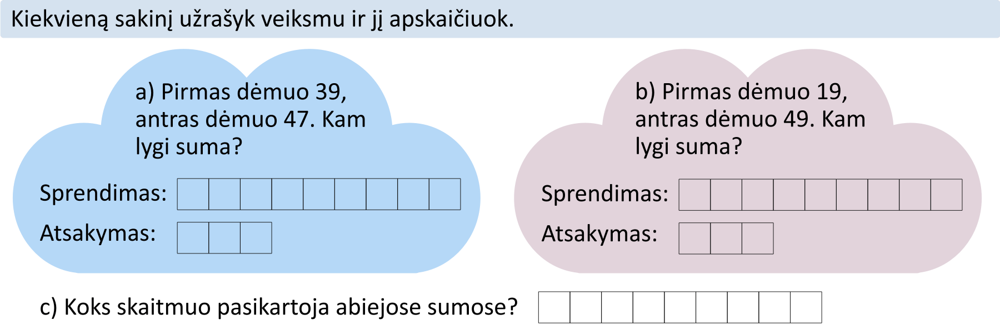 Kiekvieną sakinį užrašyk veiksmu ir jį apskaičiuok.
a) Pirmas dėmuo 39,
antras dėmuo 47. Kam
lygi suma?
Sprendimas:
Atsakymas:
b) Pirmas dėmuo 19,
antras dėmuo 49. Kam
lygi suma?
Sprendimas:
Atsakymas:
c) Koks skaitmuo pasikartoja abiejose sumose?